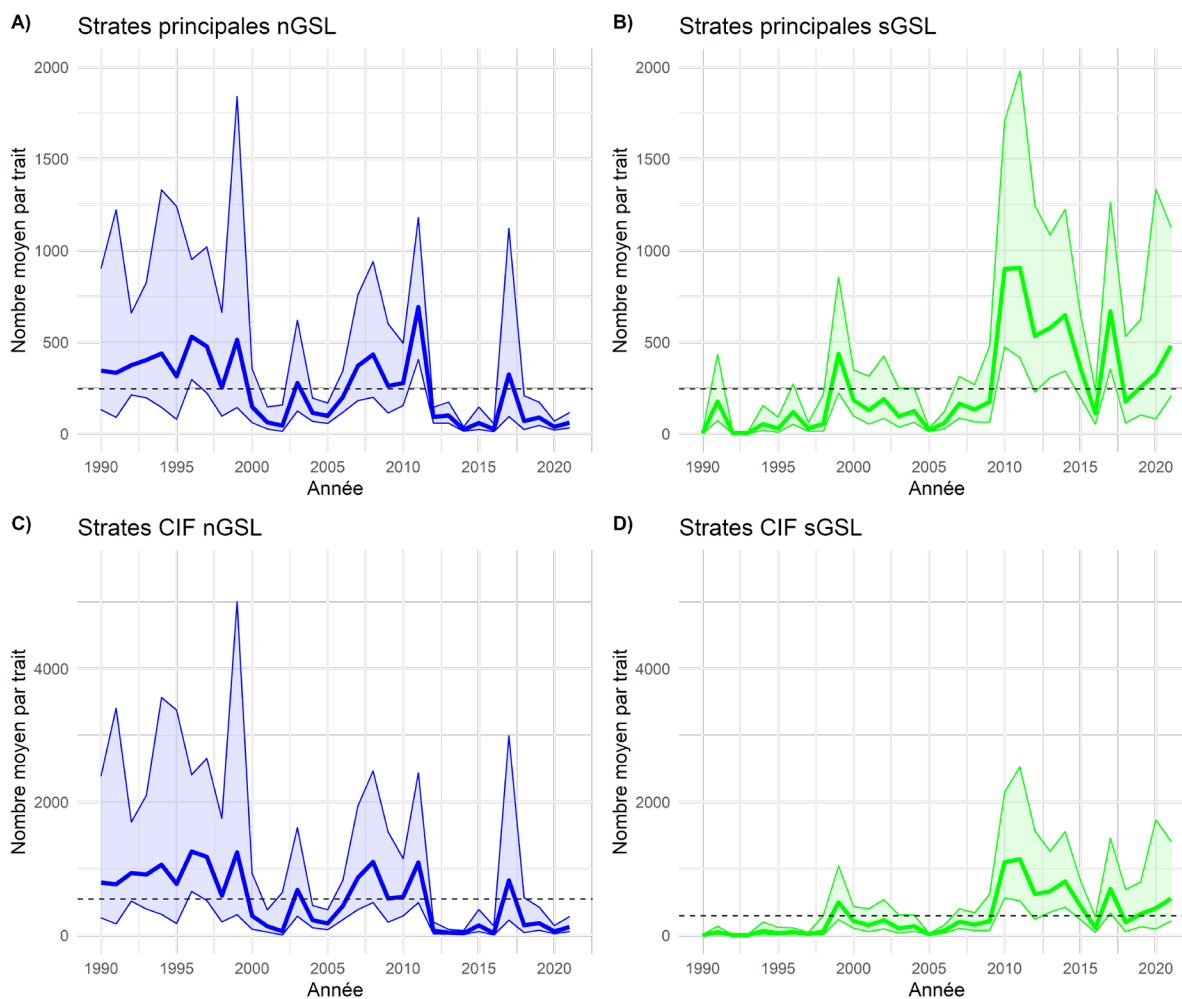 A) Strates principales nGSL
Nombre moyen par trait
2000
1500
1000
500
0
1990 1995 2000 2005 2010 2015 2020
Année
B) Strates principales sGSL
Nombre moyen par trait
2000
1500
1000
500
0
1990 1995 2000 2005 2010 2015 2020
Année
C) Strates CIF nGSL
Nombre moyen par trait
4000
2000
0
1990 1995 2000 2005 2010 2015 2020
Année
D) Strates CIF sGSL
Nombre moyen par trait
4000
2000
0
1990 1995 2000 2005 2010 2015 2020
Année